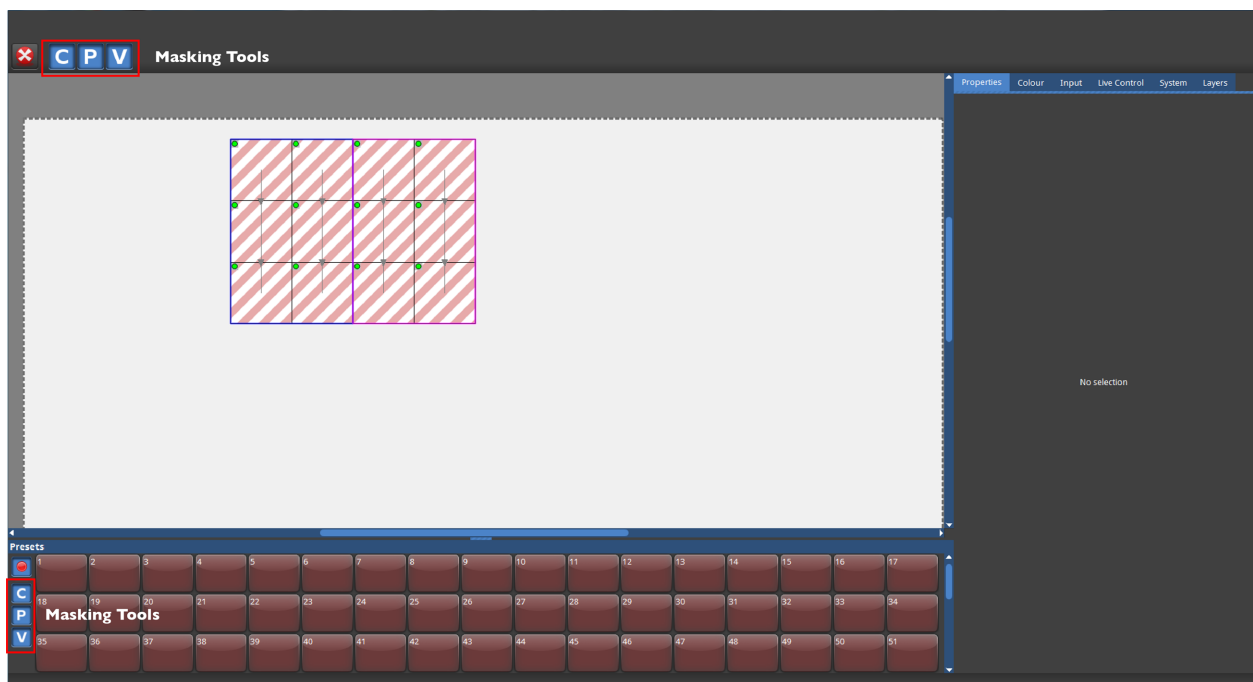 C P V Masking Tools
Properties Colour Input Live Control System Layers
No selection
Presets
1 2 3 4 5 6 7 8 9 10 11 12 13 14 15 16 17
C
18 19 20 21 22 23 24 25 26 27 28 29 30 31 32 33 34
P Masking Tools
V
35 36 37 38 39 40 41 42 43 44 45 46 47 48 49 50 51